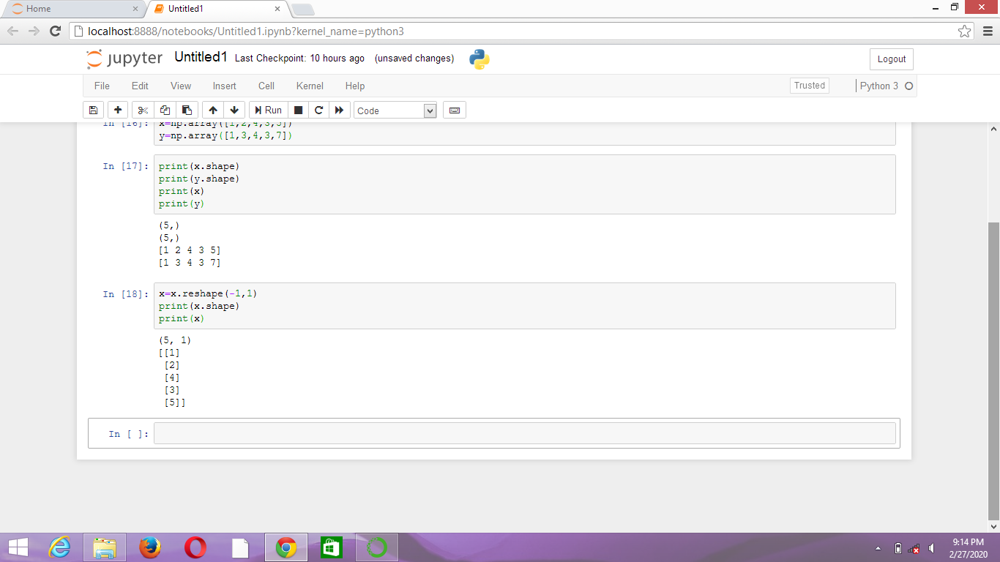 Home
Untitled1
localhost:8888/notebooks/Untitled1.ipynb?kernel_name=python3
jupyter Untitled1 Last Checkpoint: 10 hours ago (unsaved changes) Logout
File Edit View Insert Cell Kernel Help Trusted Python 3
Run Code
In [16]: x=np.array([1,2,4,3,5])
y=np.array([1,3,4,3,7])
In [17]: print(x.shape)
print(y.shape)
print(x)
print(y)
(5,)
(5,)
[1 2 4 3 5]
[1 3 4 3 7]
In [18]: x=x.reshape(-1,1)
print(x.shape)
print(x)
(5, 1)
[[1]
[2]
[4]
[3]
[5]]
In [ ]:
9:14 PM
2/27/2020